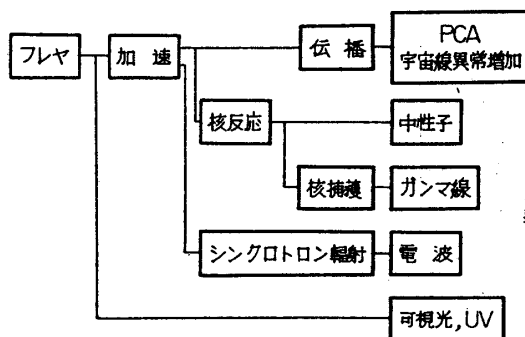 フレヤ
加速
伝播
PCA
宇宙線異常増加
核反応
中性子
核捕獲
ガンマ線
シンクロトロン輻射
電波
可視光,UV